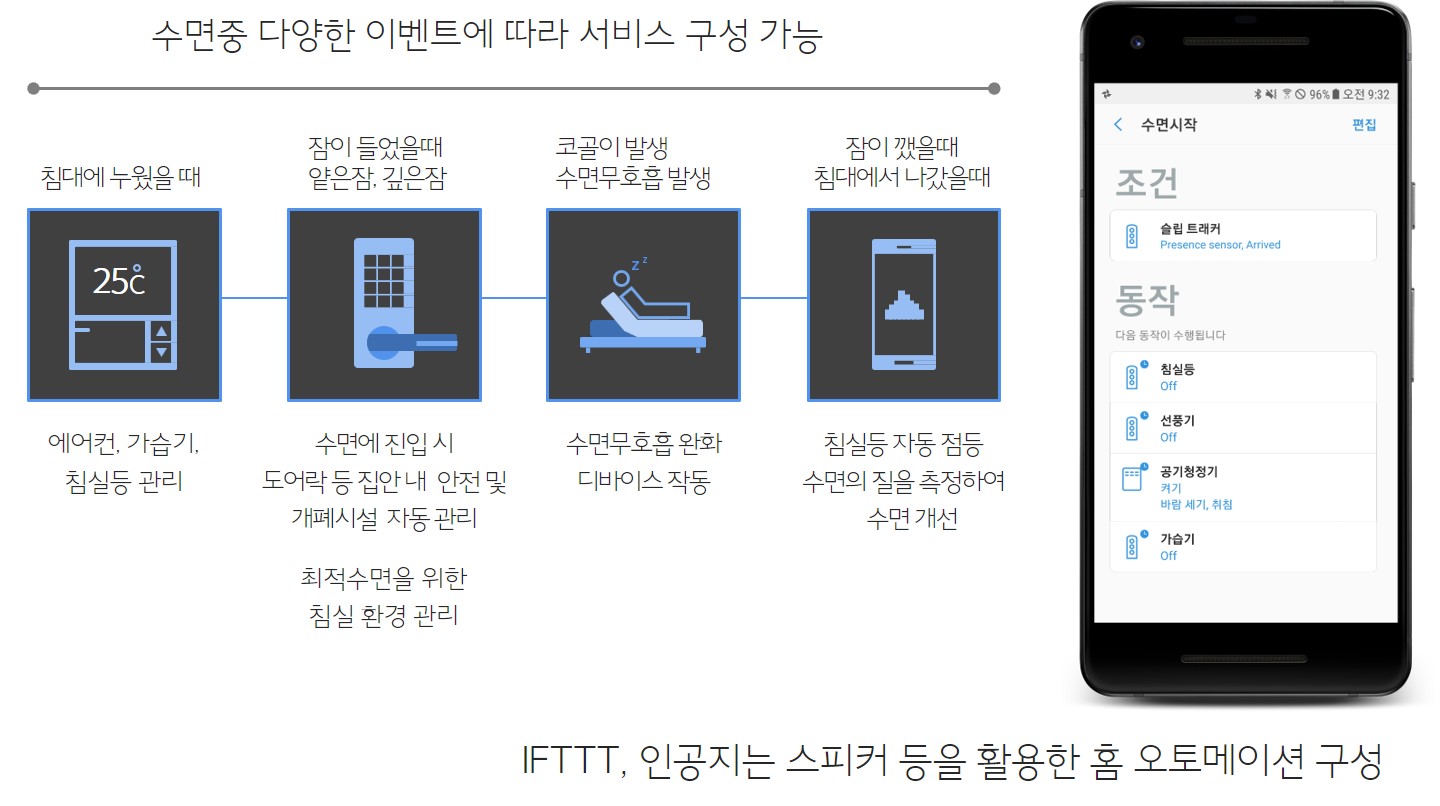 수면중 다양한 이벤트에 따라 서비스 구성 가능
침대에 누웠을 때
잠이 들었을때
얕은잠, 깊은잠
코골이 발생
수면무호흡 발생
잠이 깼을때
침대에서 나갔을때
25℃
z z
에어컨, 가습기,
침실등 관리
수면에 진입 시
도어락 등 집안 내 안전 및
개폐시설 자동 관리
최적수면을 위한
침실 환경 관리
수면무호흡 완화
디바이스 작동
침실등 자동 점등
수면의 질을 측정하여
수면 개선
96% 오전 9:32
수면시작
편집
조건
슬립 트래커
Presence sensor, Arrived
동작
다음 동작이 수행됩니다
침실등
Off
선풍기
Off
공기청정기
켜기
바람 세기, 취침
가습기
Off
IFTTT, 인공지는 스피커 등을 활용한 홈 오토메이션 구성